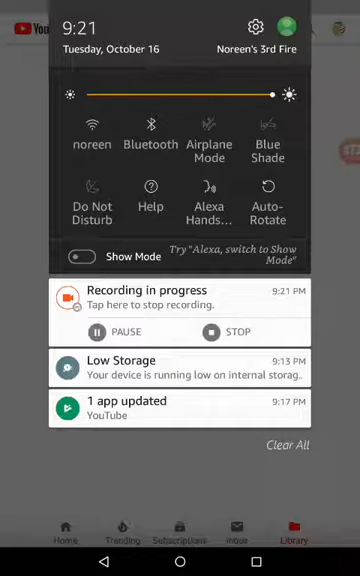 You
9:21
Tuesday, October 16
Noreen's 3rd Fire
noreen
Bluetooth
Airplane Mode
Blue Shade
Do Not Disturb
Help
Alexa Hands...
Auto-Rotate
Show Mode
Try "Alexa, switch to Show Mode"
Recording in progress
9:21 PM
Tap here to stop recording.
PAUSE
STOP
Low Storage
9:13 PM
Your device is running low on internal storag..
1 app updated
9:17 PM
YouTube
Clear All
Home
Trending
Subscriptions
Inbox
Library